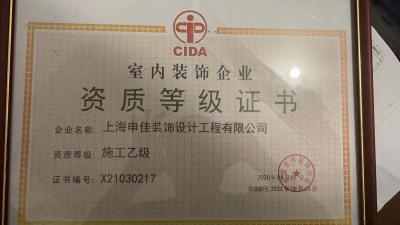 CIDA
室内装饰企业
资质等级证书
企业名称: 上海申佳装饰设计工程有限公司
资质等级: 施工乙级
证书编号: X21030217